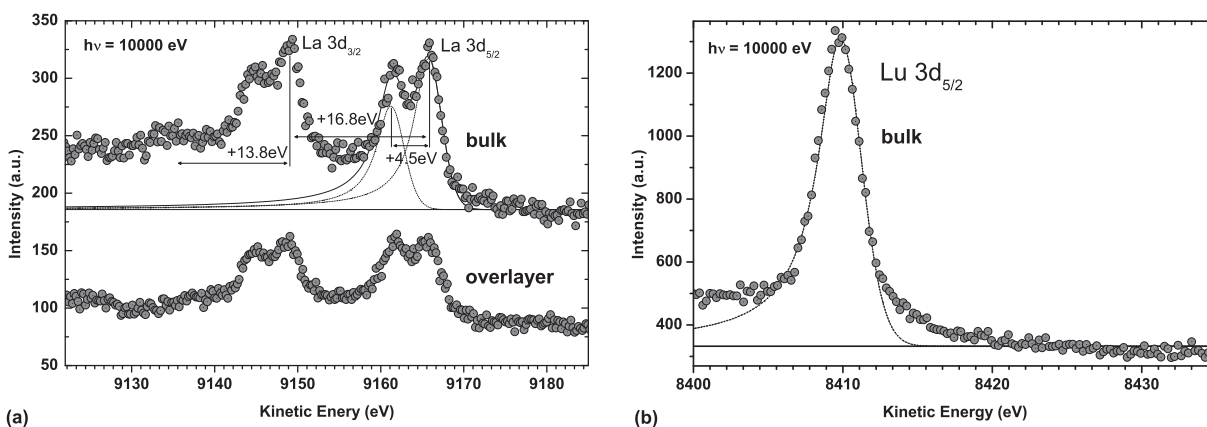 350
300
250
200
150
100
50
Intensity (a.u.)
hν = 10000 eV
La 3d3/2
La 3d5/2
+16.8eV
+13.8eV
+4.5eV
bulk
overlayer
9130 9140 9150 9160 9170 9180
Kinetic Enery (eV)
(a)
1200
1000
800
600
400
Intensity (a.u.)
hν = 10000 eV
Lu 3d5/2
bulk
8400 8410 8420 8430
Kinetic Energy (eV)
(b)